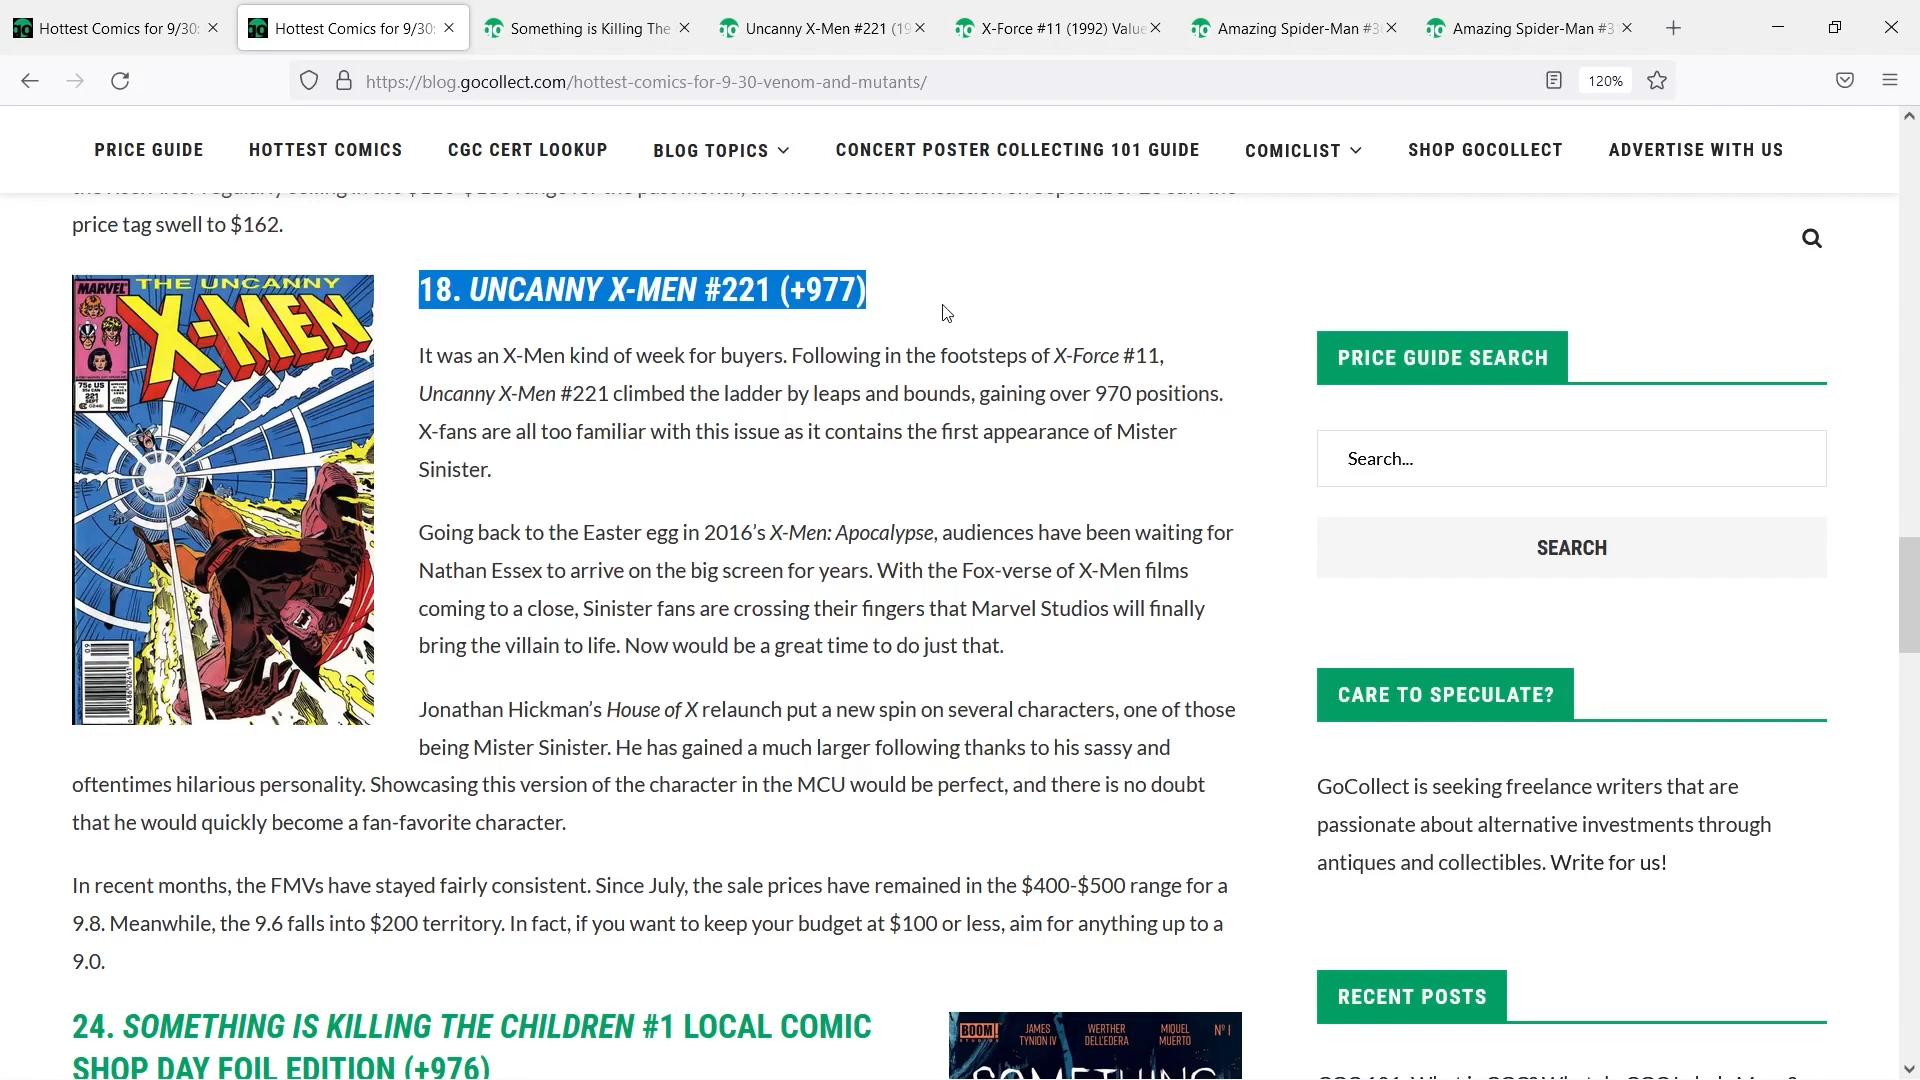 Hottest Comics for 9/30:
Hottest Comics for 9/30:
Something is Killing The
Uncanny X-Men #221 (19
X-Force #11 (1992) Value
Amazing Spider-Man #3
Amazing Spider-Man #3
https://blog.gocollect.com/hottest-comics-for-9-30-venom-and-mutants/
120%
PRICE GUIDE
HOTTEST COMICS
CGC CERT LOOKUP
BLOG TOPICS
CONCERT POSTER COLLECTING 101 GUIDE
COMICLIST
SHOP GOCOLLECT
ADVERTISE WITH US
price tag swell to $162.
MARVEL
THE UNCANNY
X-MEN
75¢ US
221
SEPT
09
18. UNCANNY X-MEN #221 (+977)
It was an X-Men kind of week for buyers. Following in the footsteps of X-Force #11,
Uncanny X-Men #221 climbed the ladder by leaps and bounds, gaining over 970 positions.
X-fans are all too familiar with this issue as it contains the first appearance of Mister
Sinister.
Going back to the Easter egg in 2016’s X-Men: Apocalypse, audiences have been waiting for
Nathan Essex to arrive on the big screen for years. With the Fox-verse of X-Men films
coming to a close, Sinister fans are crossing their fingers that Marvel Studios will finally
bring the villain to life. Now would be a great time to do just that.
Jonathan Hickman’s House of X relaunch put a new spin on several characters, one of those
being Mister Sinister. He has gained a much larger following thanks to his sassy and
oftentimes hilarious personality. Showcasing this version of the character in the MCU would be perfect, and there is no doubt
that he would quickly become a fan-favorite character.
In recent months, the FMVs have stayed fairly consistent. Since July, the sale prices have remained in the $400-$500 range for a
9.8. Meanwhile, the 9.6 falls into $200 territory. In fact, if you want to keep your budget at $100 or less, aim for anything up to a
9.0.
24. SOMETHING IS KILLING THE CHILDREN #1 LOCAL COMIC
SHOP DAY FOIL EDITION (+976)
BOOM!
STUDIOS
JAMES
TYNION IV
WERTHER
DELL'EDERA
MIQUEL
MUERTO
Nº 1
SOMETHING
PRICE GUIDE SEARCH
Search...
SEARCH
CARE TO SPECULATE?
GoCollect is seeking freelance writers that are
passionate about alternative investments through
antiques and collectibles. Write for us!
RECENT POSTS